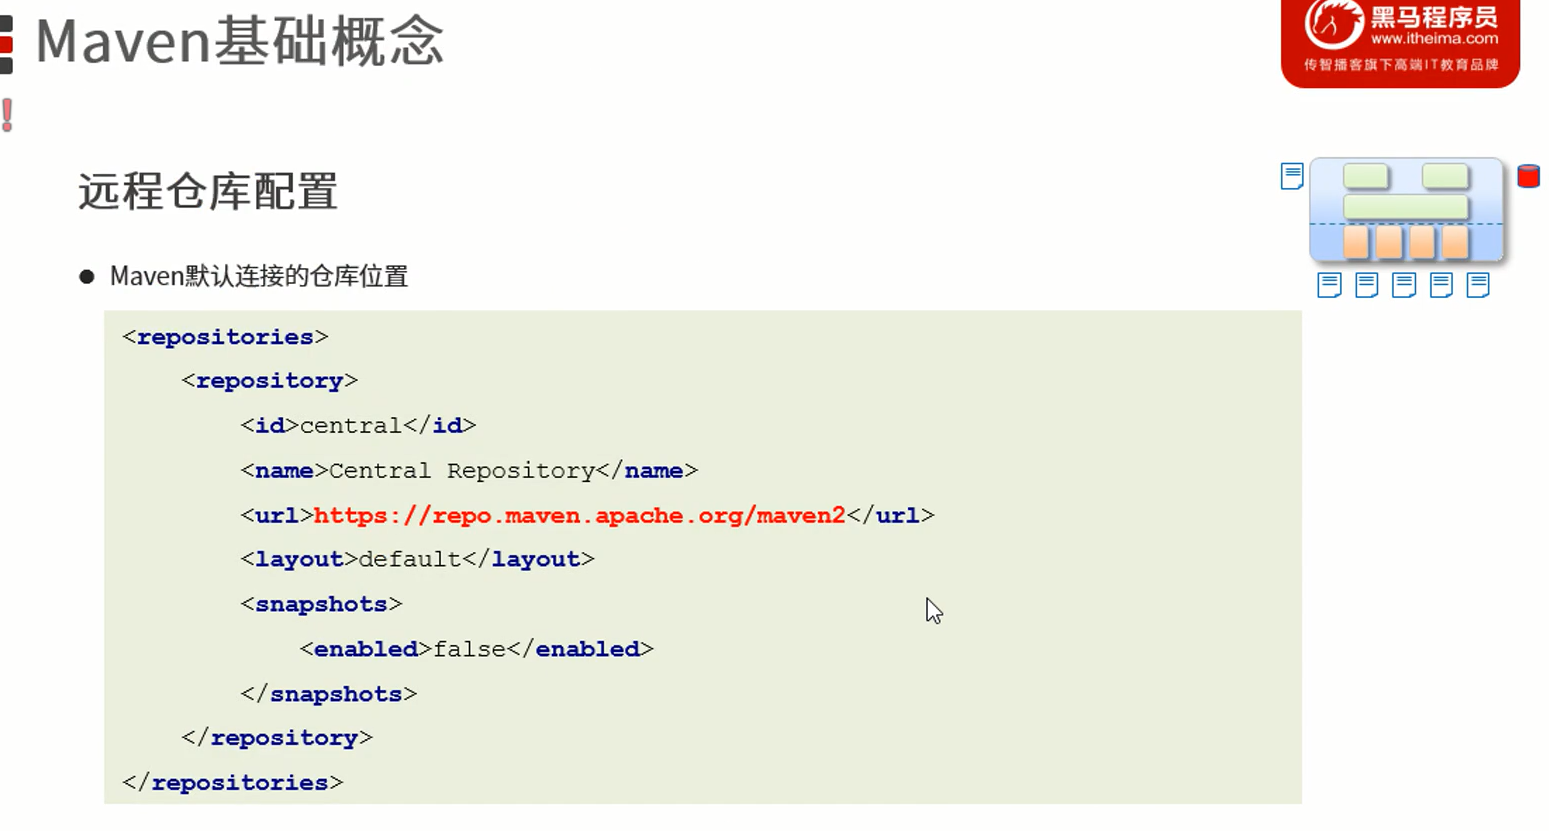 Maven基础概念
黑马程序员
www.itheima.com
传智播客旗下高端IT教育品牌
!
远程仓库配置
● Maven默认连接的仓库位置
<repositories>
    <repository>
        <id>central</id>
        <name>Central Repository</name>
        <url>https://repo.maven.apache.org/maven2</url>
        <layout>default</layout>
        <snapshots>
            <enabled>false</enabled>
        </snapshots>
    </repository>
</repositories>